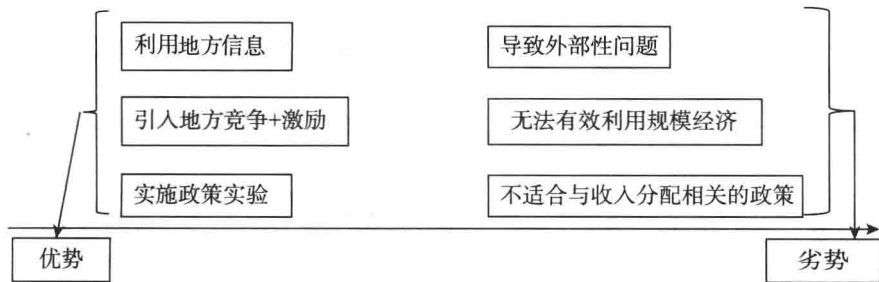 利用地方信息
导致外部性问题
引入地方竞争+激励
无法有效利用规模经济
实施政策实验
不适合与收入分配相关的政策
优势
劣势